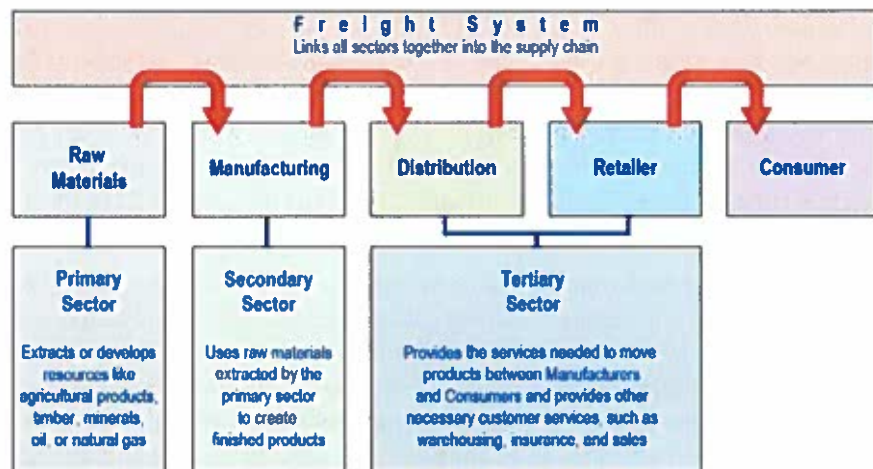 Freight System
Links all sectors together into the supply chain
Raw
Materials
Manufacturing
Distribution
Retailer
Consumer
Primary
Sector
Extracts or develops
resources like
agricultural products,
timber, minerals,
oil, or natural gas
Secondary
Sector
Uses raw materials
extracted by the
primary sector
to create
finished products
Tertiary
Sector
Provides the services needed to move
products between Manufacturers
and Consumers and provides other
necessary customer services, such as
warehousing, insurance, and sales